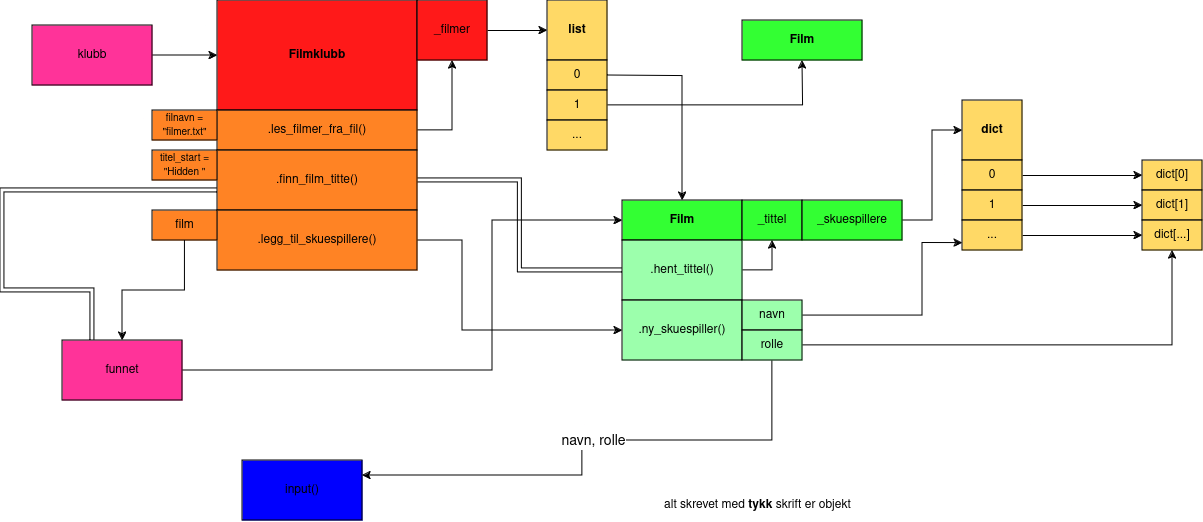 klubb
Filmklubb
_filmer
list
0
1
...
Film
filnavn =
"filmer.txt"
.les_filmer_fra_fil()
titel_start =
"Hidden "
.finn_film_titte()
film
.legg_til_skuespillere()
Film
_tittel
_skuespillere
.hent_tittel()
.ny_skuespiller()
navn
rolle
dict
0
1
...
dict[0]
dict[1]
dict[...]
funnet
navn, rolle
input()
alt skrevet med tykk skrift er objekt